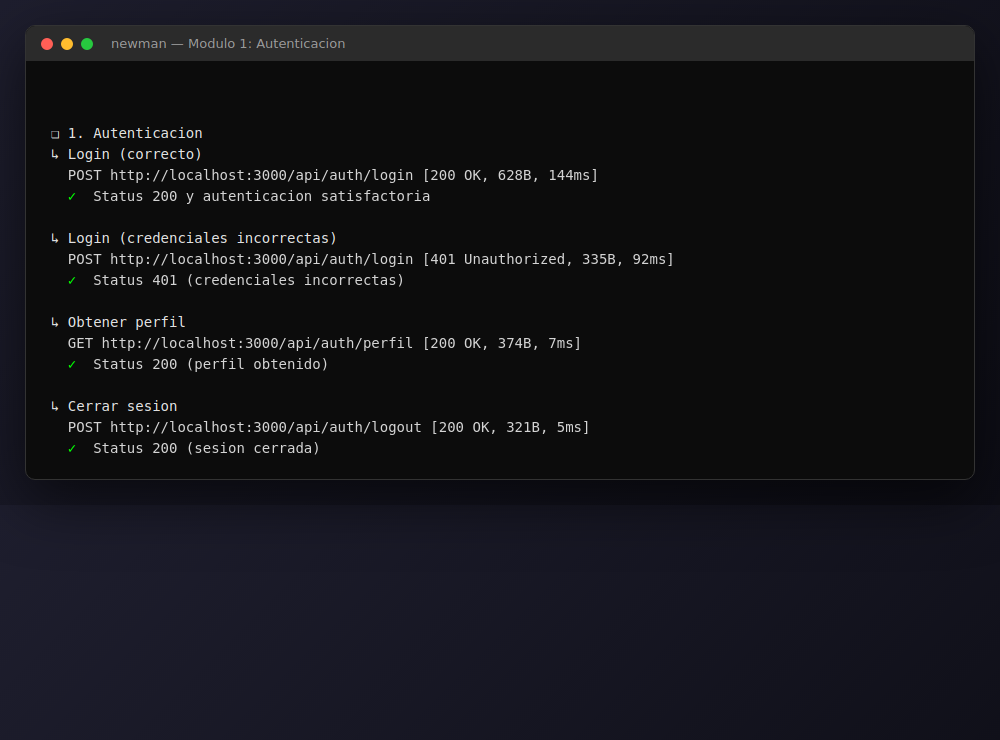 newman — Modulo 1: Autenticacion
❏ 1. Autenticacion
↳ Login (correcto)
POST http://localhost:3000/api/auth/login [200 OK, 628B, 144ms]
✓ Status 200 y autenticacion satisfactoria
↳ Login (credenciales incorrectas)
POST http://localhost:3000/api/auth/login [401 Unauthorized, 335B, 92ms]
✓ Status 401 (credenciales incorrectas)
↳ Obtener perfil
GET http://localhost:3000/api/auth/perfil [200 OK, 374B, 7ms]
✓ Status 200 (perfil obtenido)
↳ Cerrar sesion
POST http://localhost:3000/api/auth/logout [200 OK, 321B, 5ms]
✓ Status 200 (sesion cerrada)